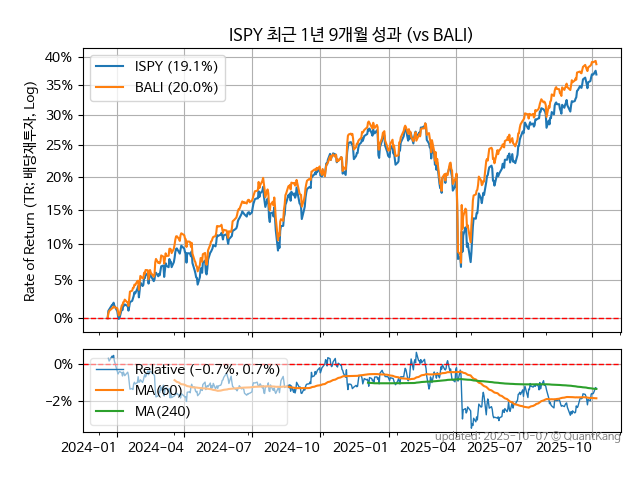 ISPY 최근 1년 9개월 성과 (vs BALI)
40%
35%
30%
25%
20%
15%
10%
5%
0%
Rate of Return (TR: 배당재투자, Log)
ISPY (19.1%)
BALI (20.0%)
0%
−2%
Relative (−0.7%, 0.7%)
MA(60)
MA(240)
2024-01 2024-04 2024-07 2024-10 2025-01 2025-04 2025-07 2025-10
updated: 2025-10-07 © QuantKang